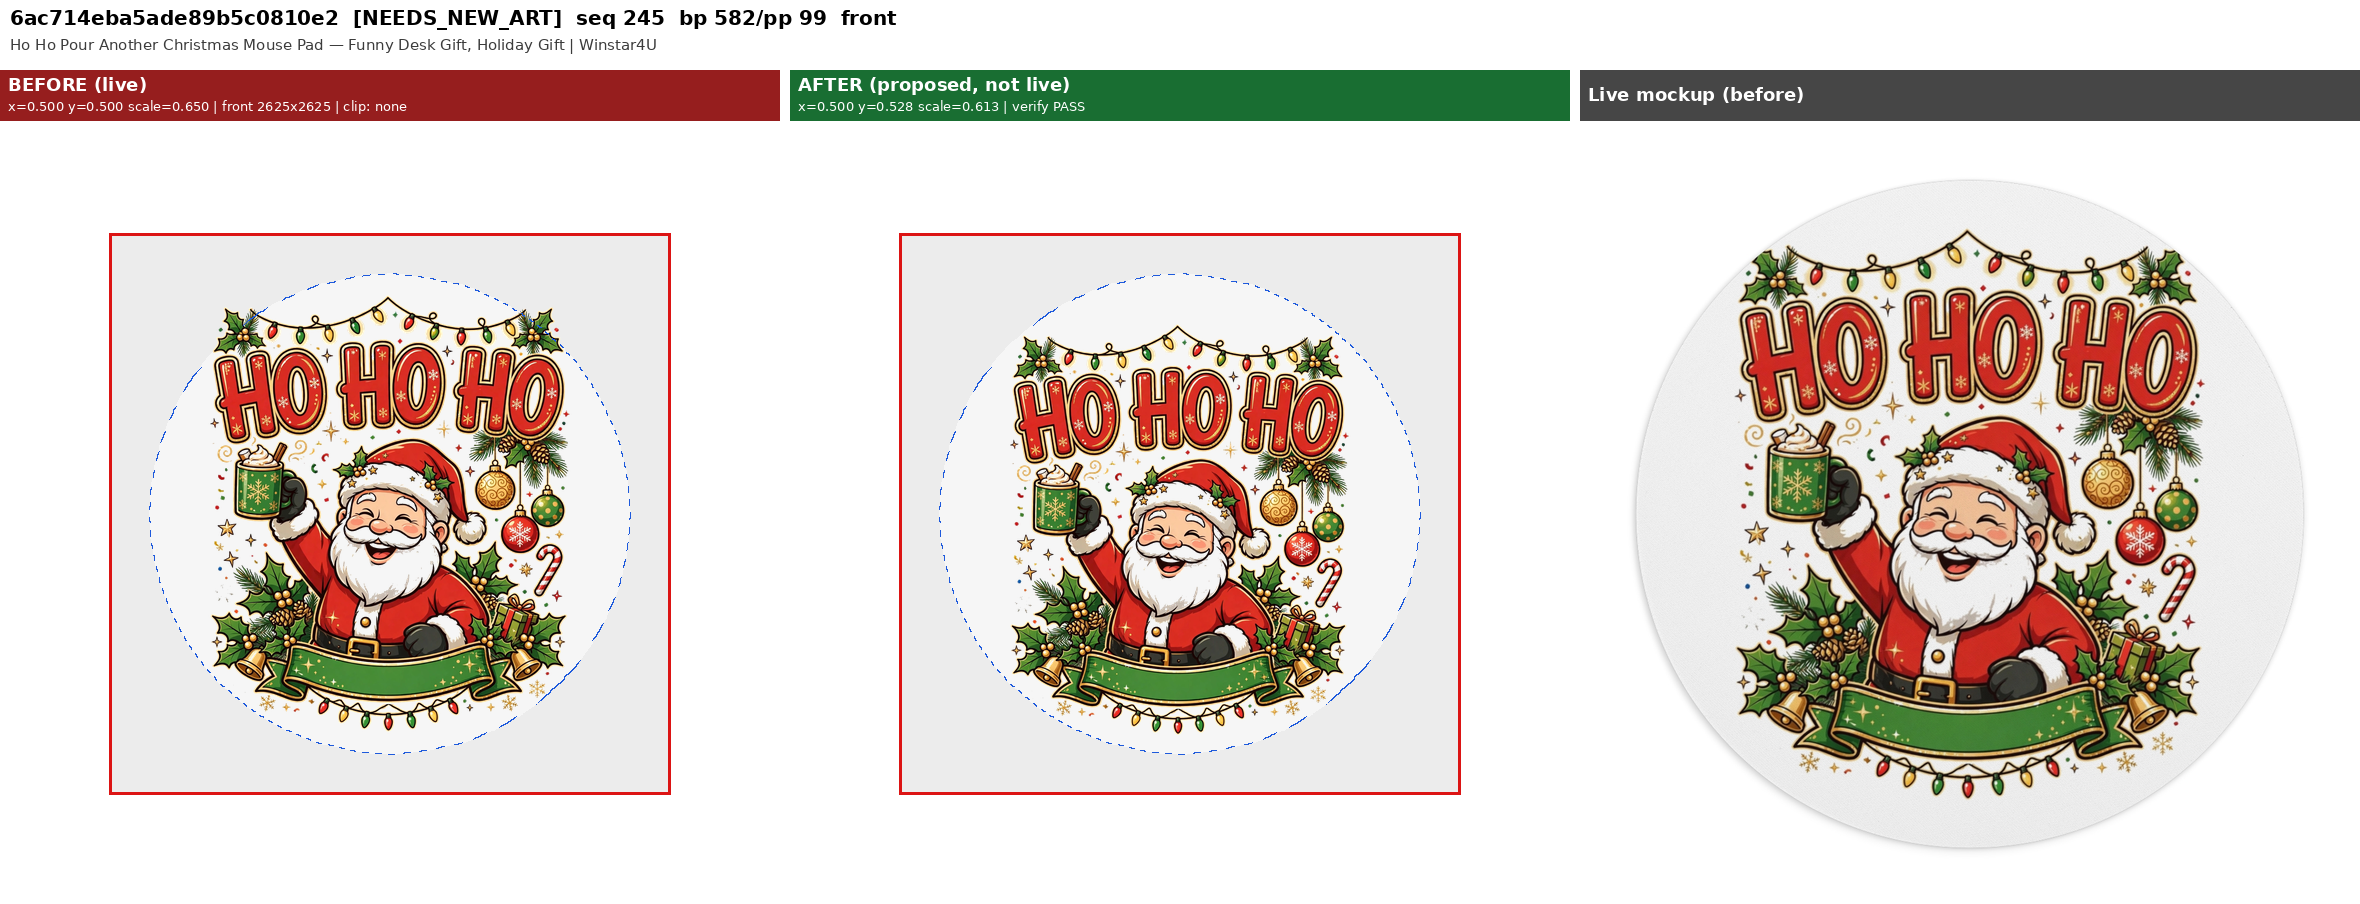 6ac714eba5ade89b5c0810e2 [NEEDS_NEW_ART] seq 245 bp 582/pp 99 front
Ho Ho Pour Another Christmas Mouse Pad — Funny Desk Gift, Holiday Gift | Winstar4U
BEFORE (live)
x=0.500 y=0.500 scale=0.650 | front 2625x2625 | clip: none
AFTER (proposed, not live)
x=0.500 y=0.528 scale=0.613 | verify PASS
Live mockup (before)
HO HO HO
HO HO HO
HO HO HO